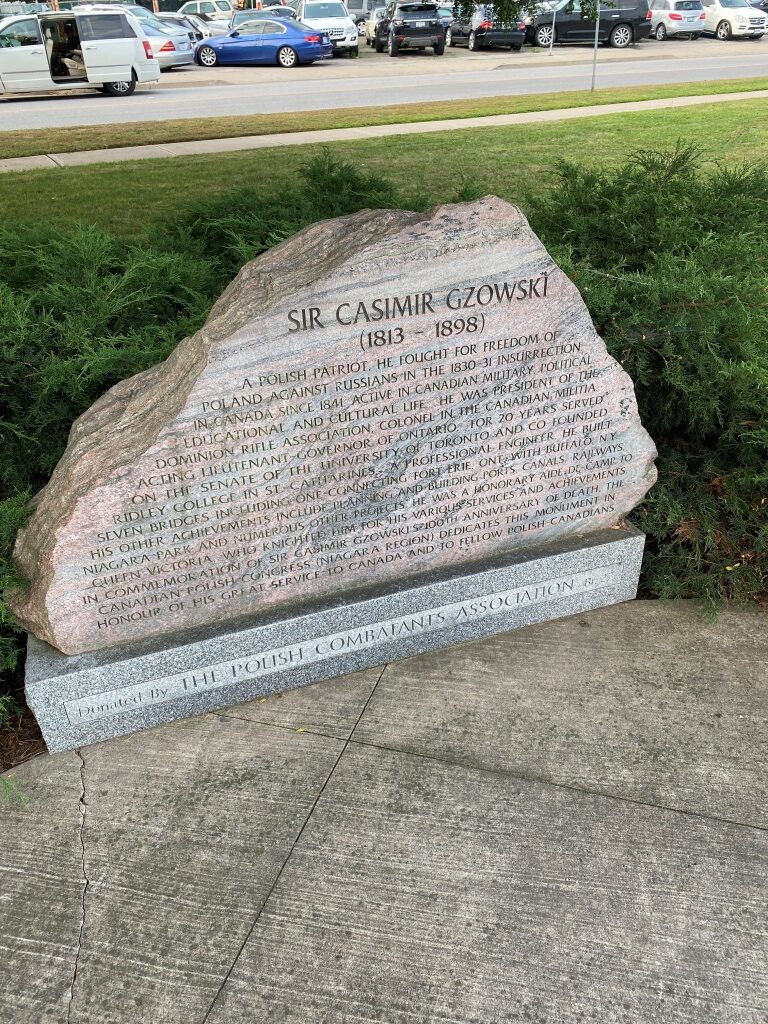 SIR CASIMIR GZOWSKI
(1813 - 1898)
A POLISH PATRIOT, HE FOUGHT FOR FREEDOM OF
POLAND AGAINST RUSSIANS IN THE 1830-31 INSURRECTION.
IN CANADA SINCE 1841, ACTIVE IN CANADIAN MILITARY, POLITICAL
EDUCATIONAL AND CULTURAL LIFE. HE WAS PRESIDENT OF THE
DOMINION RIFLE ASSOCIATION, COLONEL IN THE CANADIAN MILITIA
ACTING LIEUTENANT GOVERNOR OF ONTARIO. FOR 20 YEARS SERVED
ON THE SENATE OF THE UNIVERSITY OF TORONTO AND CO FOUNDED
RIDLEY COLLEGE IN ST. CATHARINES. A PROFESSIONAL ENGINEER, HE BUILT
SEVEN BRIDGES INCLUDING ONE CONNECTING FORT ERIE, ONT. WITH BUFFALO, N.Y.
HIS OTHER ACHIEVEMENTS INCLUDE PLANNING AND BUILDING PORTS, CANALS, RAILWAYS,
NIAGARA PARK AND NUMEROUS OTHER PROJECTS. HE WAS A HONORARY AIDE-DE-CAMP TO
QUEEN VICTORIA, WHO KNIGHTED HIM FOR HIS VARIOUS SERVICES AND ACHIEVEMENTS
IN COMMEMORATION OF SIR CASIMIR GZOWSKI'S 100TH ANNIVERSARY OF DEATH, THE
CANADIAN POLISH CONGRESS (NIAGARA REGION) DEDICATES THIS MONUMENT IN
HONOUR OF HIS GREAT SERVICE TO CANADA AND TO FELLOW POLISH-CANADIANS
Donated By THE POLISH COMBATANTS ASSOCIATION Br.